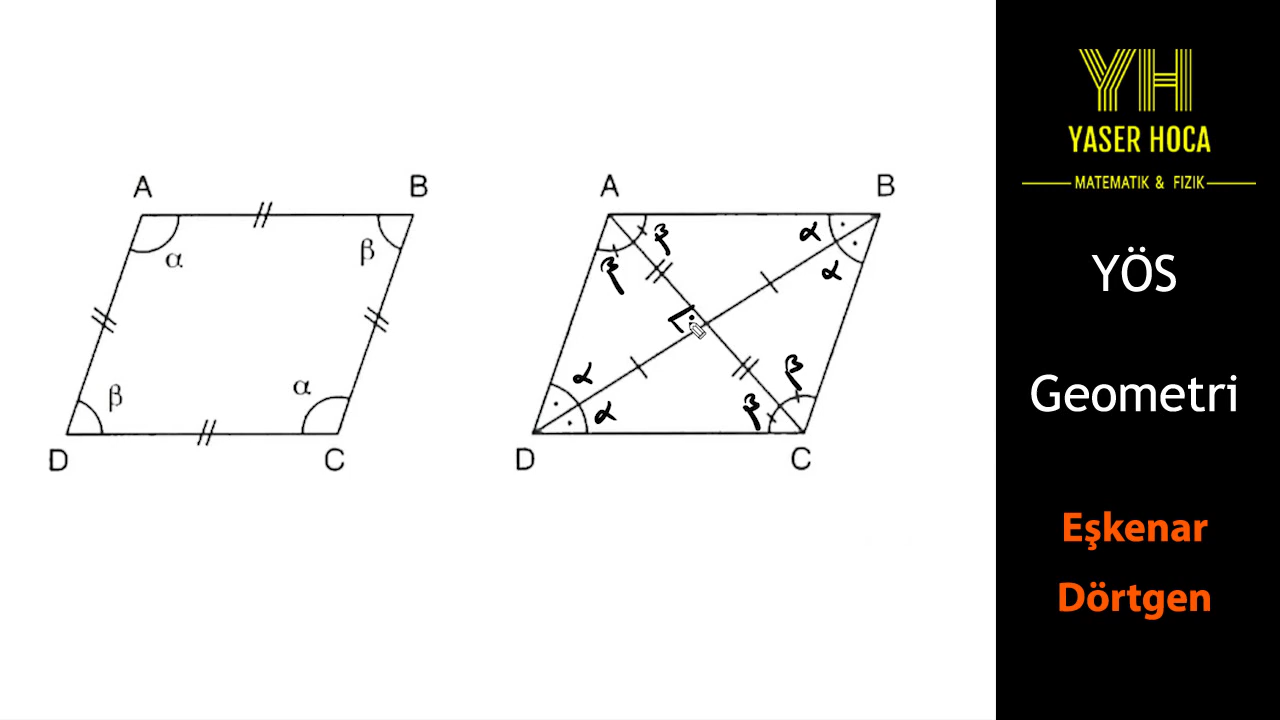 A B
α β
β α
D C
A B
β α
β α
α β
α β
D C
YH
YASER HOCA
MATEMATIK & FIZIK
YÖS
Geometri
Eşkenar
Dörtgen